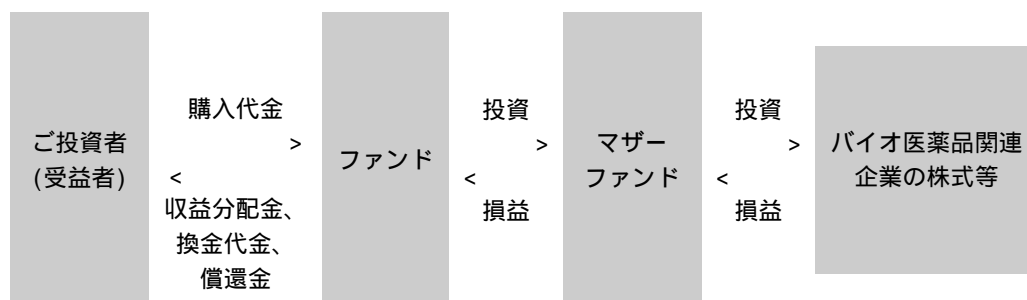 ご投資者
(受益者)
購入代金
>
<
収益分配金、
換金代金、
償還金
ファンド
投資
>
<
損益
マザー
ファンド
投資
>
<
損益
バイオ医薬品関連
企業の株式等